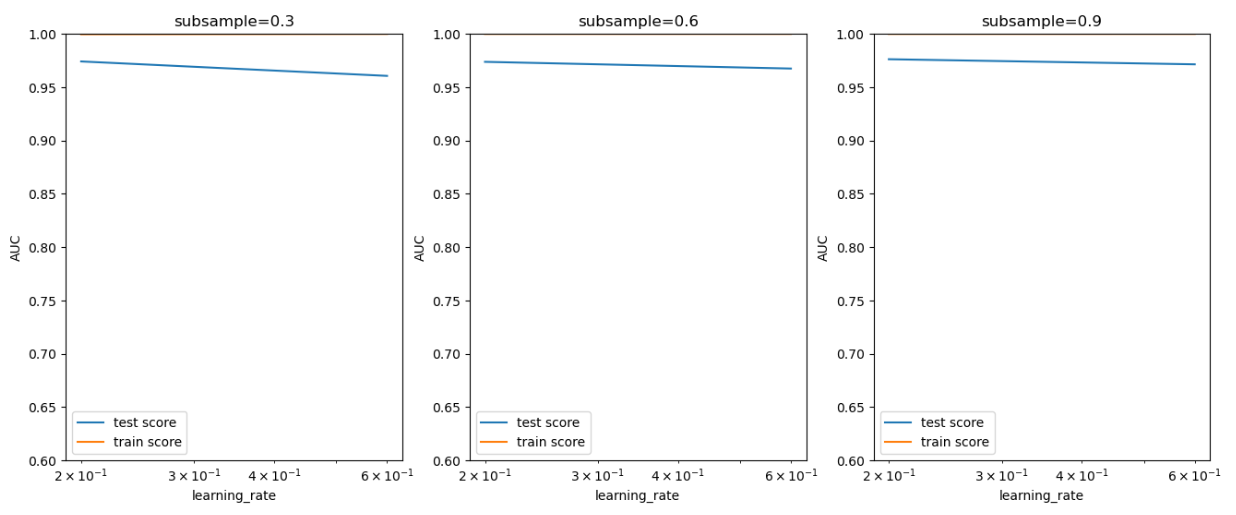 subsample=0.3
1.00
0.95
0.90
0.85
0.80
0.75
0.70
0.65
0.60
AUC
test score
train score
2 × 10⁻¹
3 × 10⁻¹
4 × 10⁻¹
6 × 10⁻¹
learning_rate
subsample=0.6
1.00
0.95
0.90
0.85
0.80
0.75
0.70
0.65
0.60
AUC
test score
train score
2 × 10⁻¹
3 × 10⁻¹
4 × 10⁻¹
6 × 10⁻¹
learning_rate
subsample=0.9
1.00
0.95
0.90
0.85
0.80
0.75
0.70
0.65
0.60
AUC
test score
train score
2 × 10⁻¹
3 × 10⁻¹
4 × 10⁻¹
6 × 10⁻¹
learning_rate